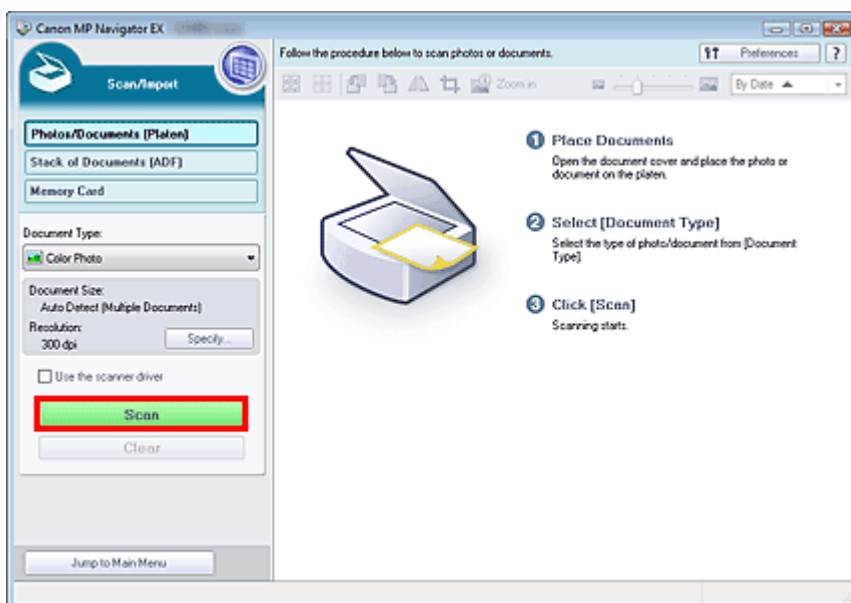 Canon MP Navigator EX
Scan/Import
Photos/Documents (Platen)
Stack of Documents (ADF)
Memory Card
Document Type:
Color Photo
Document Size:
Auto Detect (Multiple Documents)
Resolution:
300 dpi
Specify...
Use the scanner driver
Scan
Clear
Jump to Main Menu
Follow the procedure below to scan photos or documents.
Preferences
?
Zoom in
By Date
1 Place Documents
Open the document cover and place the photo or
document on the platen.
2 Select [Document Type]
Select the type of photo/document from [Document
Type].
3 Click [Scan]
Scanning starts.